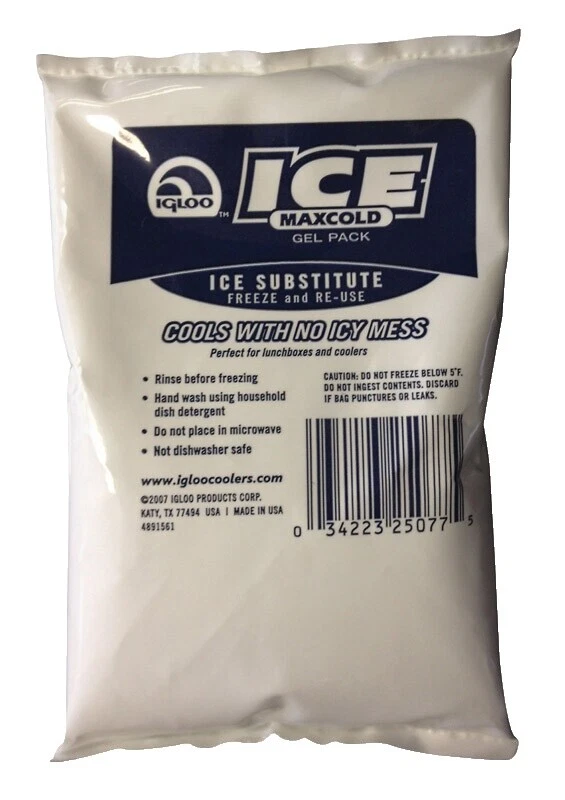 IGLOO™
ICE
MAXCOLD
GEL PACK
ICE SUBSTITUTE
FREEZE and RE-USE
COOLS WITH NO ICY MESS
Perfect for lunchboxes and coolers
• Rinse before freezing
• Hand wash using household
dish detergent
• Do not place in microwave
• Not dishwasher safe
www.igloocoolers.com
©2007 IGLOO PRODUCTS CORP.
KATY, TX 77494 USA | MADE IN USA
4891561
CAUTION: DO NOT FREEZE BELOW 5°F.
DO NOT INGEST CONTENTS. DISCARD
IF BAG PUNCTURES OR LEAKS.
0 34223 25077 5